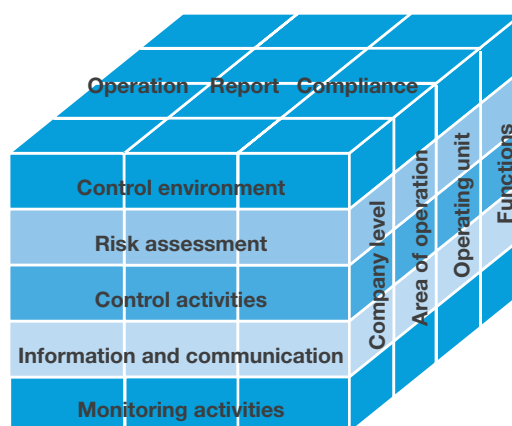 Operation Report Compliance
Control environment
Risk assessment
Control activities
Information and communication
Monitoring activities
Company level
Area of operation
Operating unit
Functions